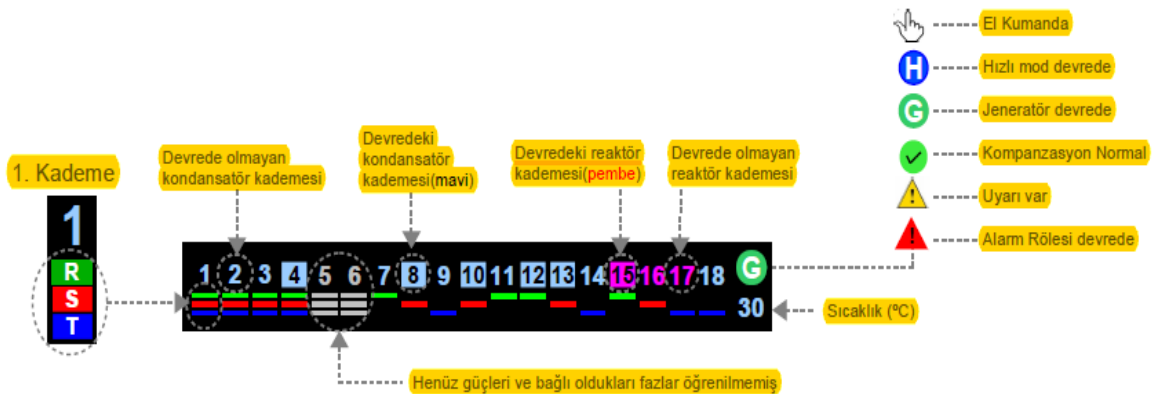 El Kumanda
H
Hızlı mod devrede
G
Jeneratör devrede
Kompanzasyon Normal
!
Uyarı var
!
Alarm Rölesi devrede
1. Kademe
1
R
S
T
Devrede olmayan
kondansatör kademesi
Devredeki
kondansatör
kademesi(mavi)
Devredeki reaktör
kademesi(pembe)
Devrede olmayan
reaktör kademesi
1 2 3 4 5 6 7 8 9 10 11 12 13 14 15 16 17 18 G
30
Sıcaklık (ºC)
Henüz güçleri ve bağlı oldukları fazlar öğrenilmemiş